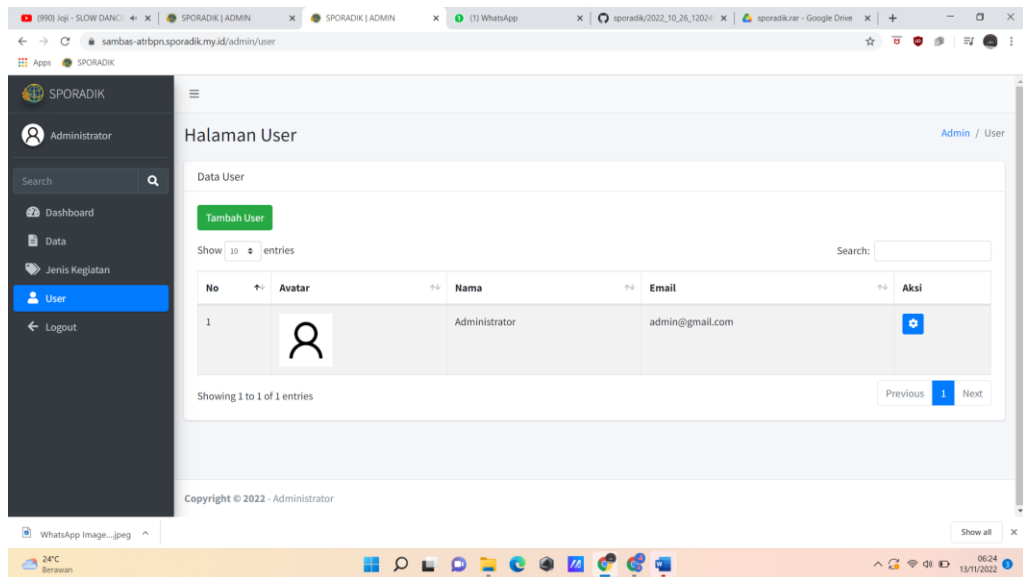 (990) Joji - SLOW DANC
SPORADIK | ADMIN
SPORADIK | ADMIN
(1) WhatsApp
sporadik/2022_10_26_12024
sporadik.rar - Google Drive
sambas-atrbpn.sporadik.my.id/admin/user
Apps SPORADIK
SPORADIK
Administrator
Search
Dashboard
Data
Jenis Kegiatan
User
Logout
Halaman User
Admin / User
Data User
Tambah User
Show 10 entries
Search:
No Avatar Nama Email Aksi
1 Administrator admin@gmail.com
Showing 1 to 1 of 1 entries
Previous 1 Next
Copyright © 2022 - Administrator
WhatsApp Image....jpeg
Show all
24°C
Berawan
06:24
13/11/2022
3